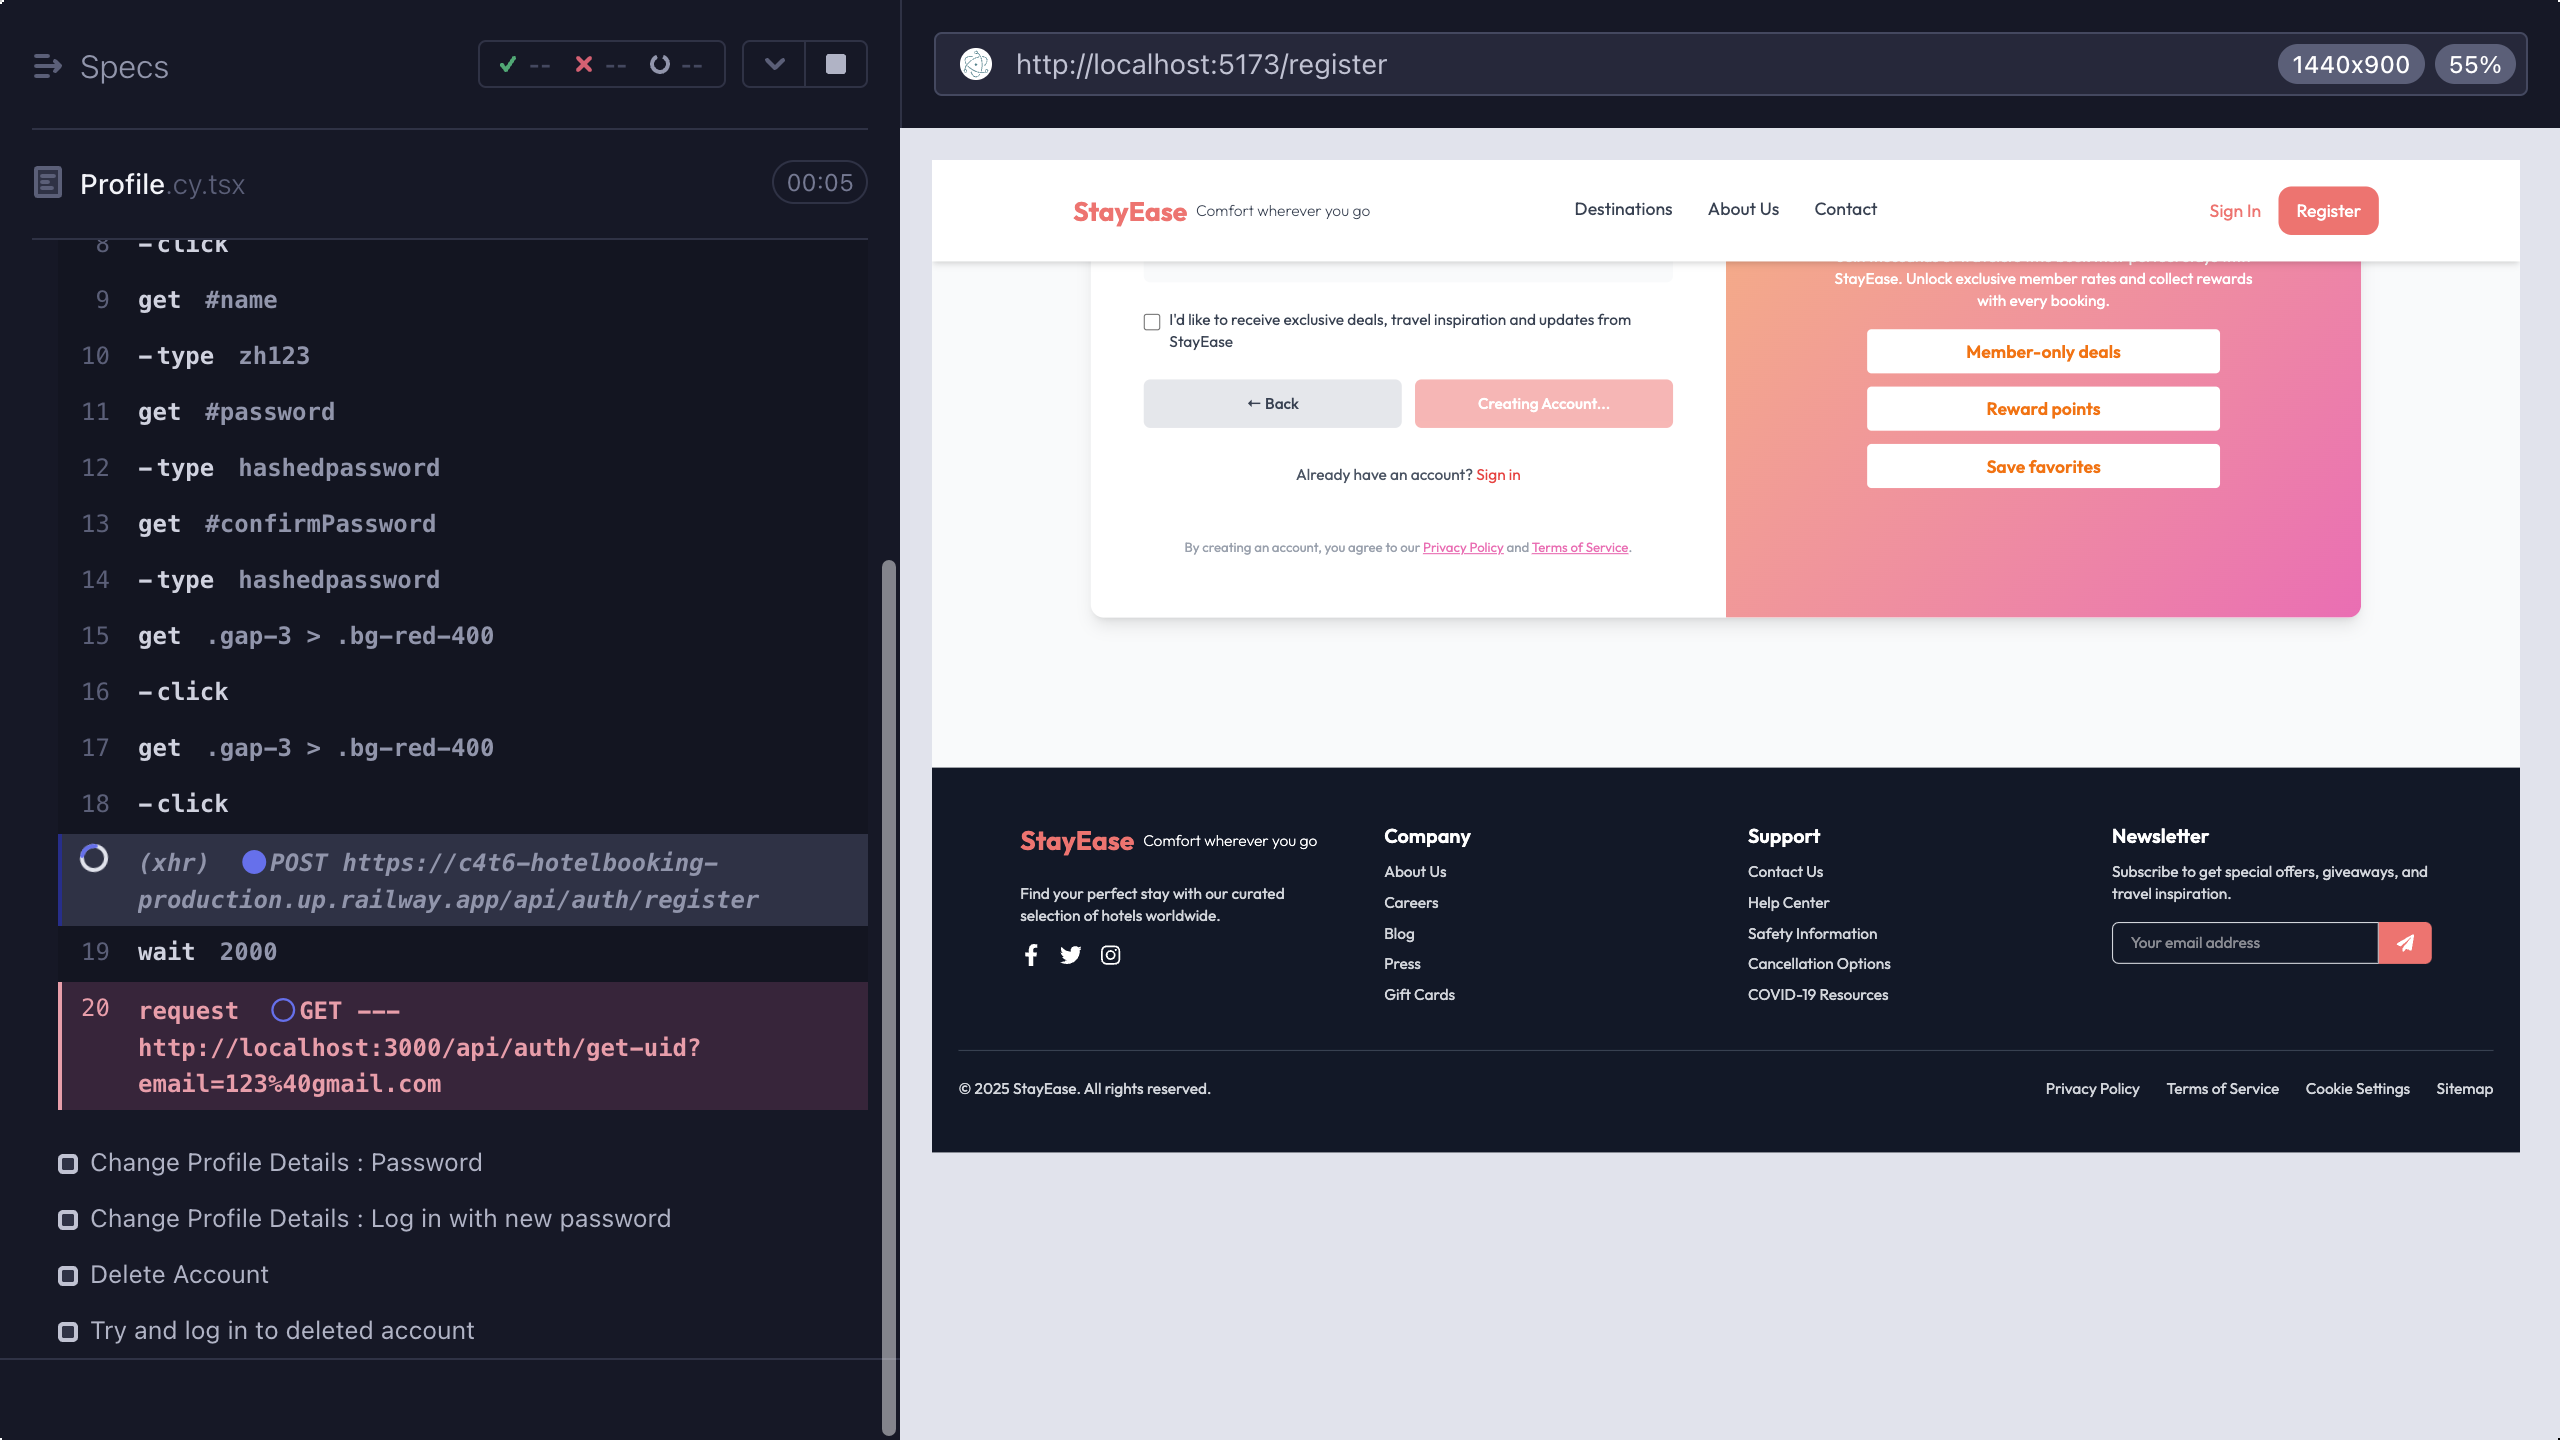 Specs
-- -- --
Profile.cy.tsx
00:05
8 -click
9 get #name
10 -type zh123
11 get #password
12 -type hashedpassword
13 get #confirmPassword
14 -type hashedpassword
15 get .gap-3 > .bg-red-400
16 -click
17 get .gap-3 > .bg-red-400
18 -click
(xhr) POST https://c4t6-hotelbooking-
production.up.railway.app/api/auth/register
19 wait 2000
20 request GET ---
http://localhost:3000/api/auth/get-uid?
email=123%40gmail.com
Change Profile Details : Password
Change Profile Details : Log in with new password
Delete Account
Try and log in to deleted account
http://localhost:5173/register
1440x900 55%
StayEase Comfort wherever you go
Destinations About Us Contact
Sign In Register
I'd like to receive exclusive deals, travel inspiration and updates from
StayEase
← Back
Creating Account...
Already have an account? Sign in
By creating an account, you agree to our Privacy Policy and Terms of Service.
StayEase. Unlock exclusive member rates and collect rewards
with every booking.
Member-only deals
Reward points
Save favorites
StayEase Comfort wherever you go
Find your perfect stay with our curated
selection of hotels worldwide.
Company
About Us
Careers
Blog
Press
Gift Cards
Support
Contact Us
Help Center
Safety Information
Cancellation Options
COVID-19 Resources
Newsletter
Subscribe to get special offers, giveaways, and
travel inspiration.
Your email address
© 2025 StayEase. All rights reserved.
Privacy Policy Terms of Service Cookie Settings Sitemap